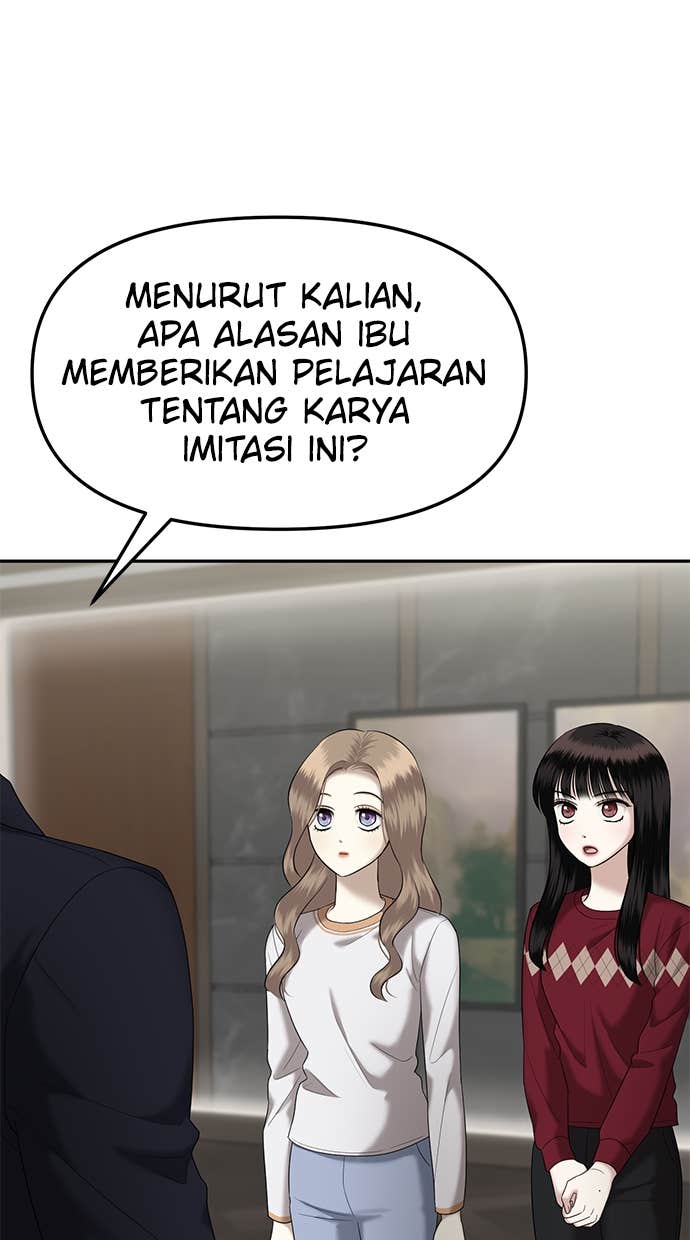 MENURUT KALIAN,
APA ALASAN IBU
MEMBERIKAN PELAJARAN
TENTANG KARYA
IMITASI INI?